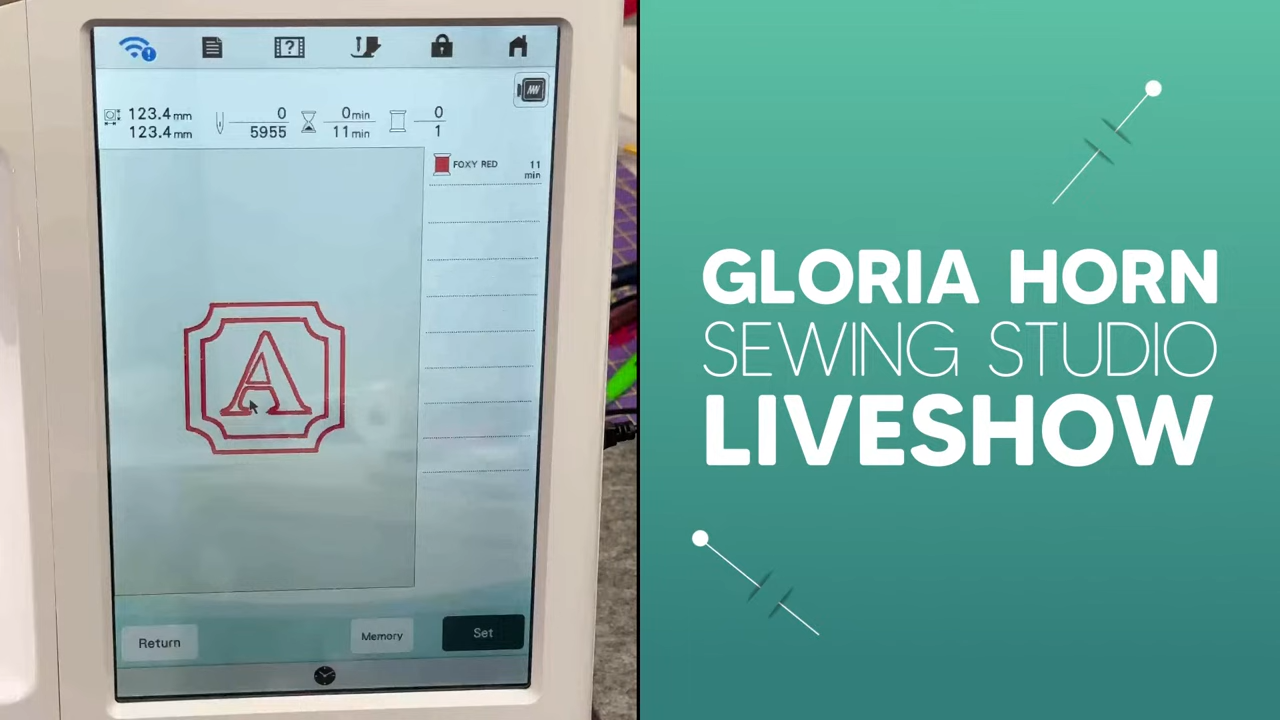 123.4 mm
123.4 mm
0
5955
0 min
11 min
0
1
FOXY RED
11
min
A
Return
Memory
Set
GLORIA HORN
SEWING STUDIO
LIVESHOW